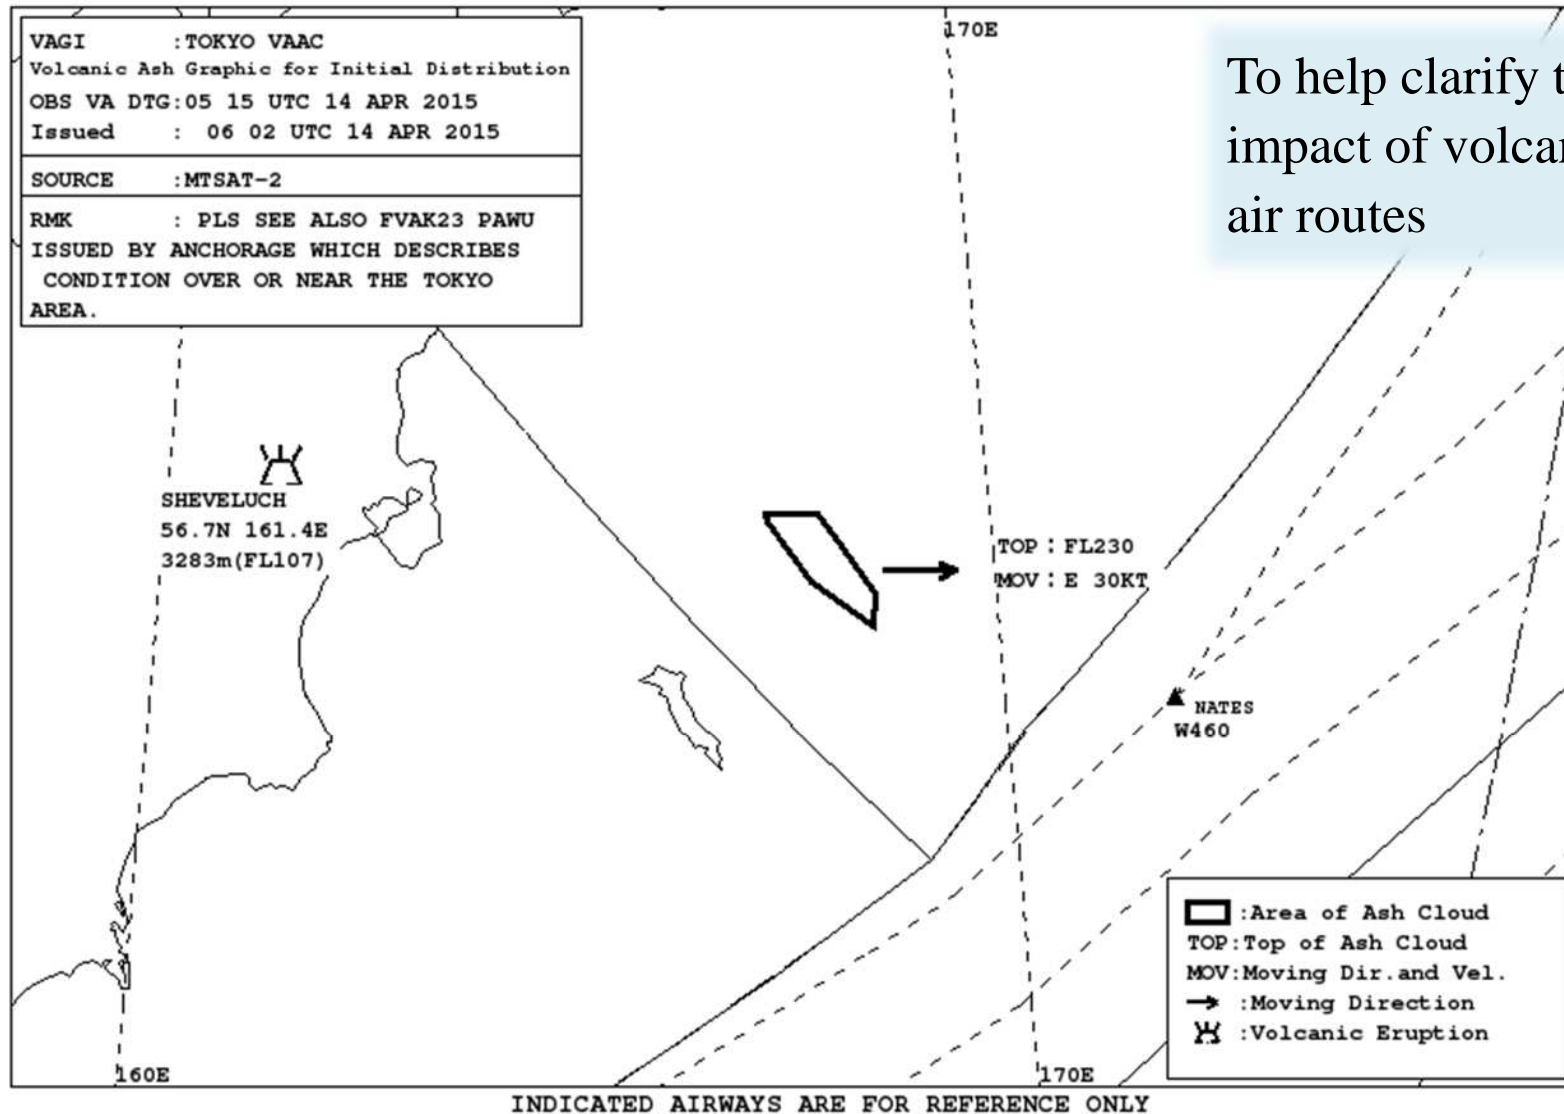 VAGI :TOKYO VAAC
Volcanic Ash Graphic for Initial Distribution
OBS VA DTG:05 15 UTC 14 APR 2015
Issued : 06 02 UTC 14 APR 2015
SOURCE :MTSAT-2
RMK : PLS SEE ALSO FVAK23 PAWU
ISSUED BY ANCHORAGE WHICH DESCRIBES
CONDITION OVER OR NEAR THE TOKYO
AREA.
170E
To help clarify
impact of
air routes
SHEVELUCH
56.7N 161.4E
3283m(FL107)
TOP : FL230
MOV : E 30KT
NATES
W460
:Area of Ash Cloud
TOP:Top of Ash Cloud
MOV:Moving Dir.and Vel.
:Moving Direction
:Volcanic Eruption
160E
170E
INDICATED AIRWAYS ARE FOR REFERENCE ONLY